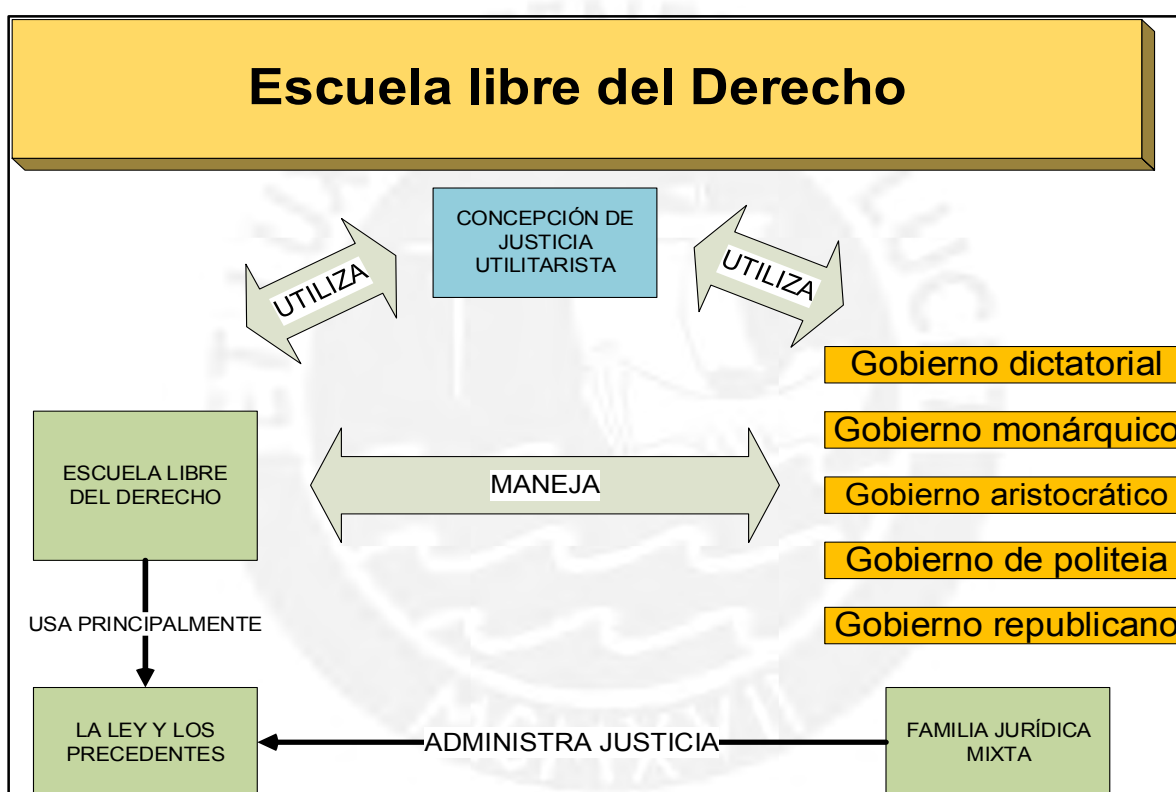 Escuela libre del Derecho
CONCEPCIÓN DE
JUSTICIA
UTILITARISTA
UTILIZA
UTILIZA
Gobierno dictatorial
Gobierno monárquico
Gobierno aristocrático
Gobierno de politeia
Gobierno republicano
ESCUELA LIBRE
DEL DERECHO
MANEJA
USA PRINCIPALMENTE
LA LEY Y LOS
PRECEDENTES
ADMINISTRA JUSTICIA
FAMILIA JURÍDICA
MIXTA